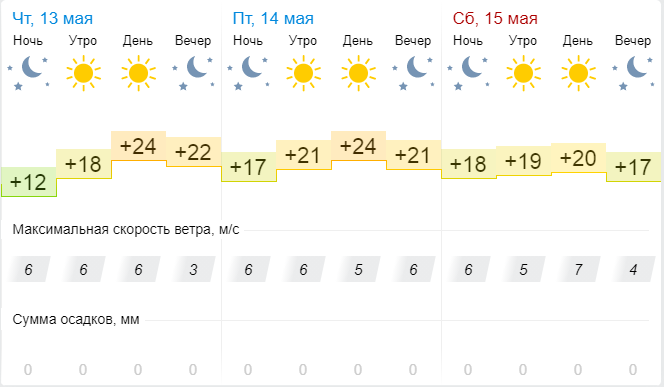 Чт, 13 мая Пт, 14 мая Сб, 15 мая
Ночь Утро День Вечер Ночь Утро День Вечер Ночь Утро День Вечер
+12 +18 +24 +22 +17 +21 +24 +21 +18 +19 +20 +17
Максимальная скорость ветра, м/с
6 6 6 3 6 6 5 6 6 5 7 4
Сумма осадков, мм
0 0 0 0 0 0 0 0 0 0 0 0